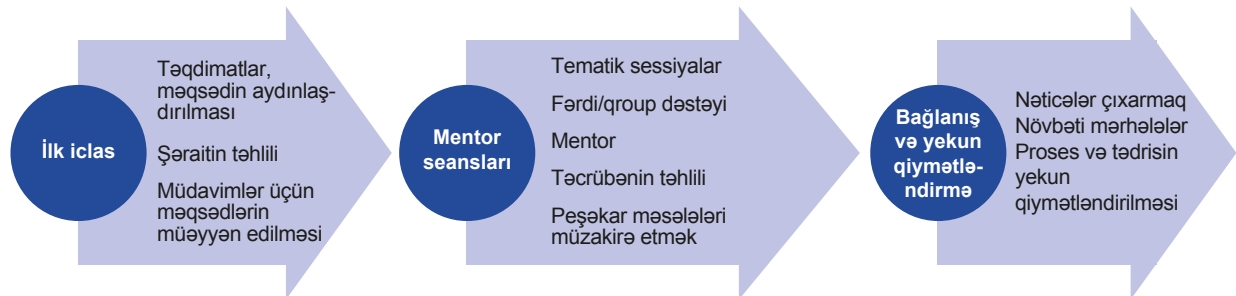 İlk iclas
Təqdimatlar,
məqsədin aydınlaş-
dırılması
Şəraitin təhlili
Müdavimlər üçün
məqsədlərin
müəyyən edilməsi
Mentor
seansları
Tematik sessiyalar
Fərdi/qroup dəstəyi
Mentor
Təcrübənin təhlili
Peşəkar məsələləri
müzakirə etmək
Bağlanış
və yekun
qiymətlə-
ndirmə
Nəticələr çıxarmaq
Növbəti mərhələlər
Proses və tədrisin
yekun
qiymətləndirilməsi